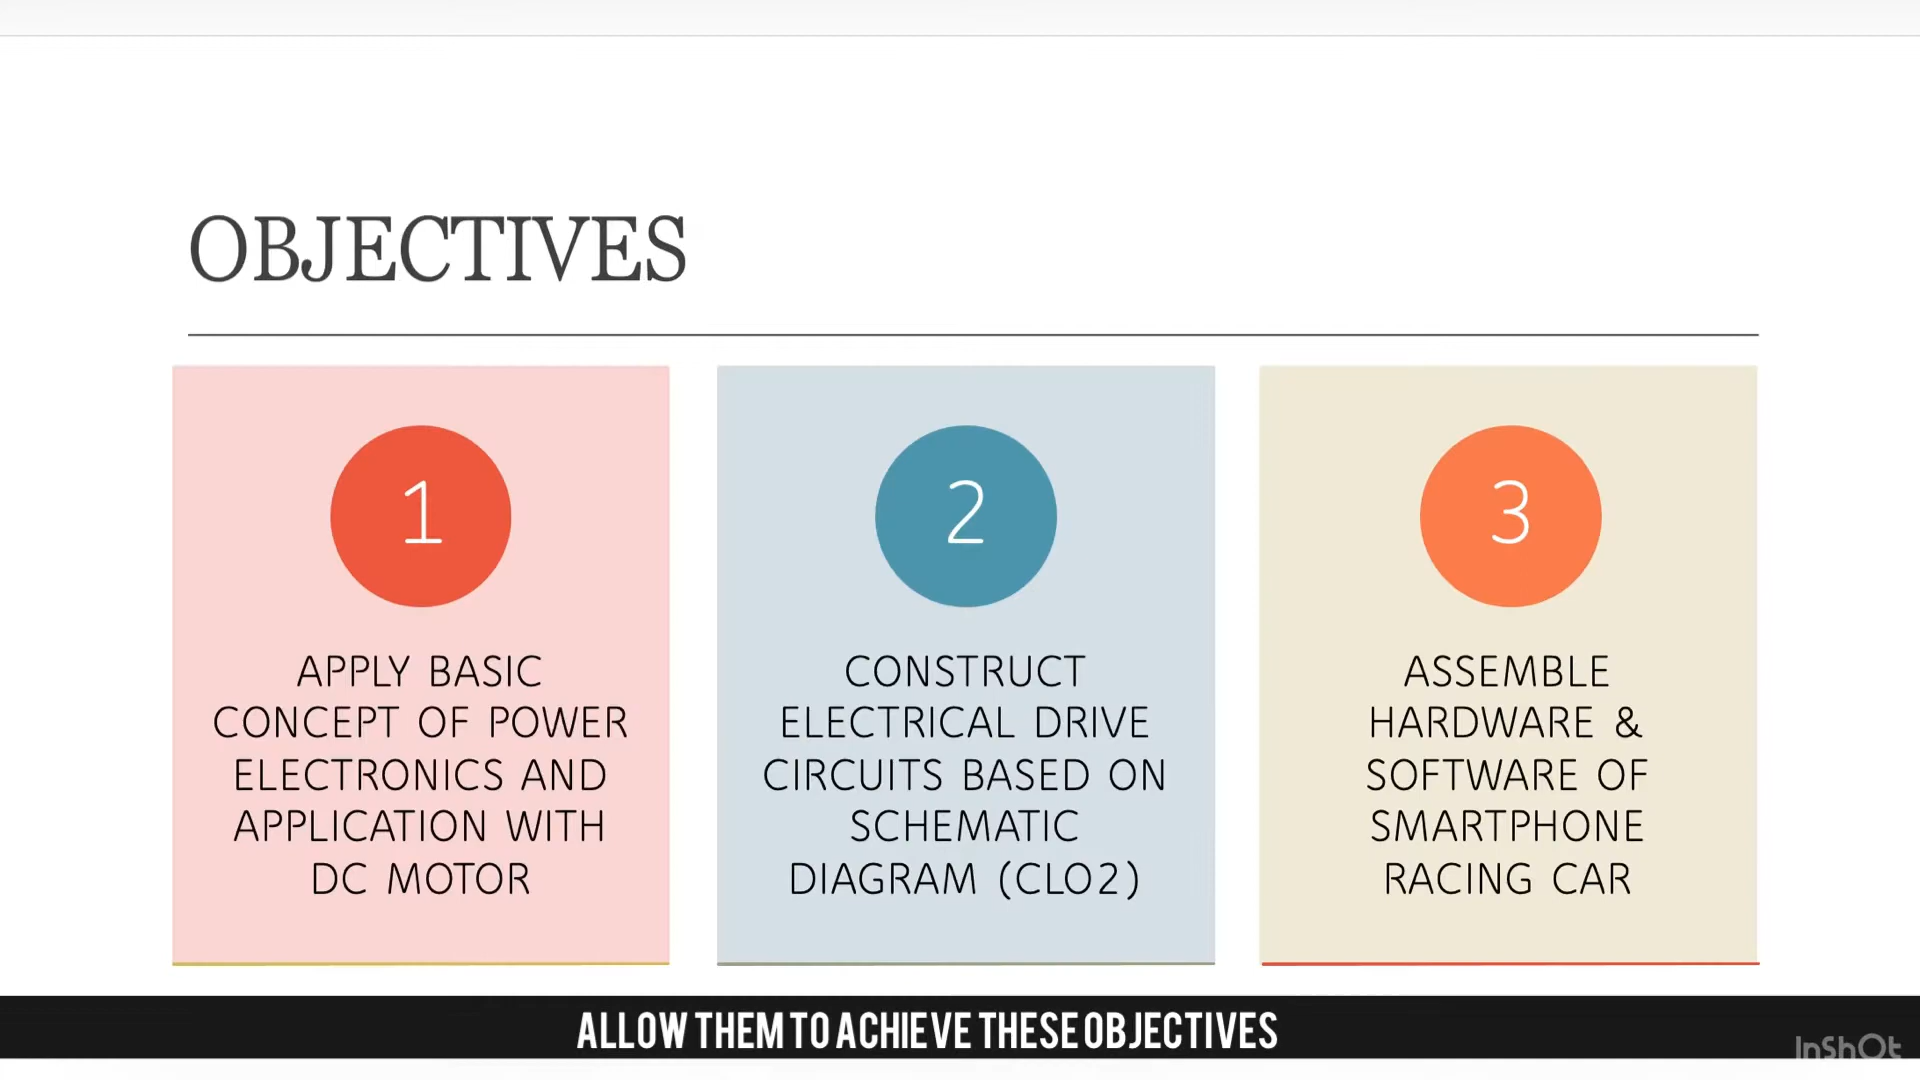 OBJECTIVES
1
APPLY BASIC
CONCEPT OF POWER
ELECTRONICS AND
APPLICATION WITH
DC MOTOR
2
CONSTRUCT
ELECTRICAL DRIVE
CIRCUITS BASED ON
SCHEMATIC
DIAGRAM (CLO2)
3
ASSEMBLE
HARDWARE &
SOFTWARE OF
SMARTPHONE
RACING CAR
ALLOW THEM TO ACHIEVE THESE OBJECTIVES
InShOt